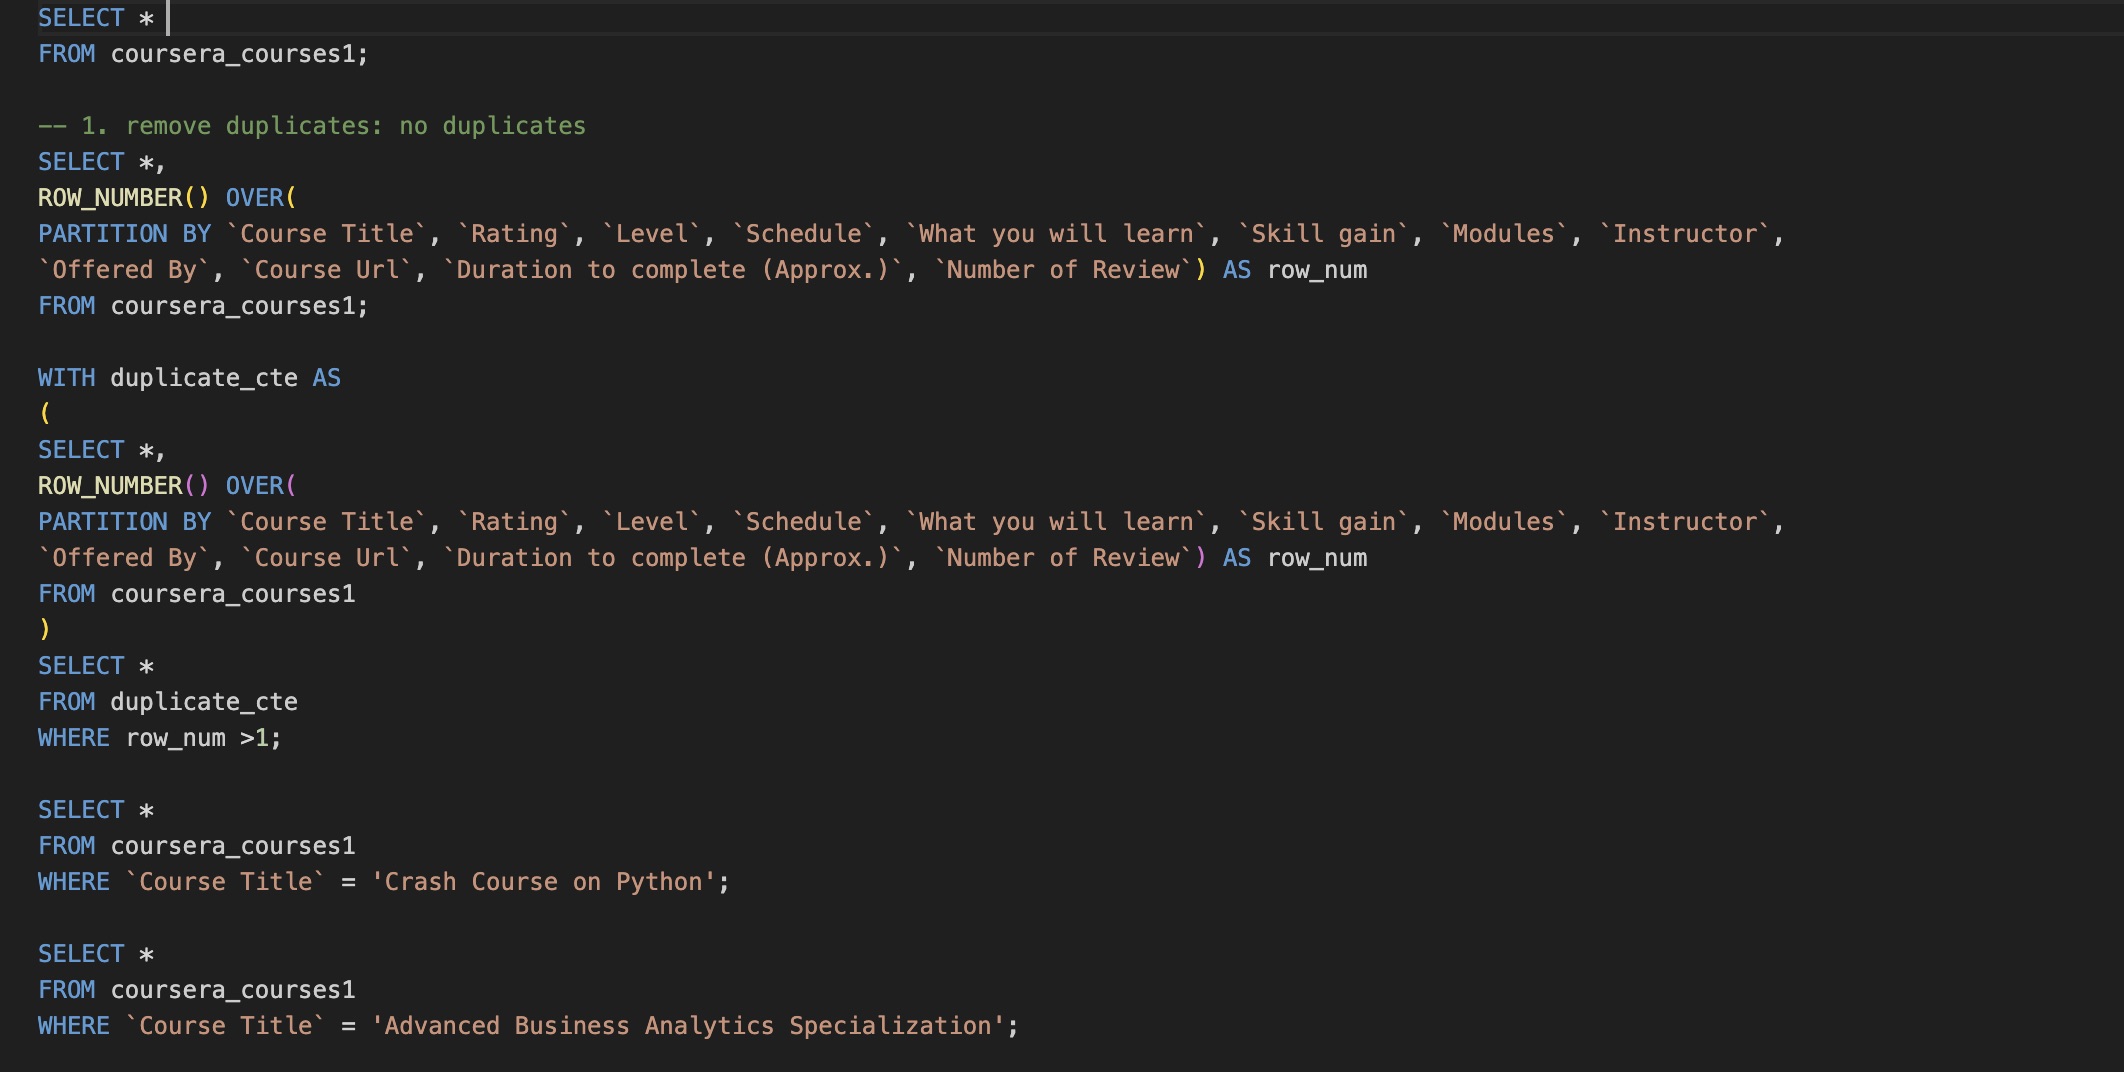 SELECT *
FROM coursera_courses1;
-- 1. remove duplicates: no duplicates
SELECT *,
ROW_NUMBER() OVER(
PARTITION BY `Course Title`, `Rating`, `Level`, `Schedule`, `What you will learn`, `Skill gain`, `Modules`, `Instructor`,
`Offered By`, `Course Url`, `Duration to complete (Approx.)`, `Number of Review`) AS row_num
FROM coursera_courses1;
WITH duplicate_cte AS
(
SELECT *,
ROW_NUMBER() OVER(
PARTITION BY `Course Title`, `Rating`, `Level`, `Schedule`, `What you will learn`, `Skill gain`, `Modules`, `Instructor`,
`Offered By`, `Course Url`, `Duration to complete (Approx.)`, `Number of Review`) AS row_num
FROM coursera_courses1
)
SELECT *
FROM duplicate_cte
WHERE row_num >1;
SELECT *
FROM coursera_courses1
WHERE `Course Title` = 'Crash Course on Python';
SELECT *
FROM coursera_courses1
WHERE `Course Title` = 'Advanced Business Analytics Specialization';